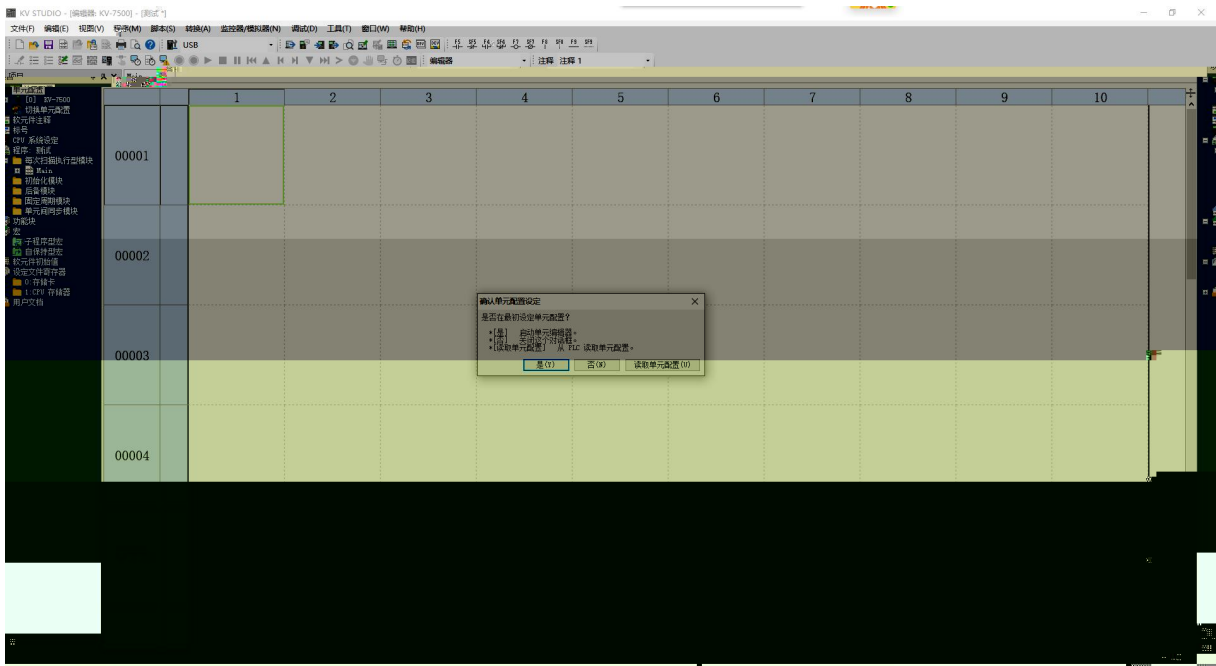 KV STUDIO - [编辑器: KV-7500] - [测试 *]
文件(F) 编辑(E) 视图(V) 程序(M) 脚本(S) 转换(A) 监控器/模拟器(N) 调试(D) 工具(T) 窗口(W) 帮助(H)
USB
编辑器 注释 注释 1
项目
单元配置
[0] KV-7500
切换单元配置
软元件注释
标号
CPU 系统设定
程序: 测试
每次扫描执行型模块
Main
初始化模块
后备模块
固定周期模块
单元间同步模块
功能块
宏
子程序型宏
自保持型宏
软元件初始值
设定文件寄存器
0:存储卡
1:CPU 存储器
用户文档
1 2 3 4 5 6 7 8 9 10
00001
00002
00003
00004
确认单元配置设定
是否在最初设定单元配置?
*[是] 启动单元编辑器。
*[否] 关闭这个对话框。
*[读取单元配置] 从 PLC 读取单元配置。
是(Y) 否(N) 读取单元配置(U)